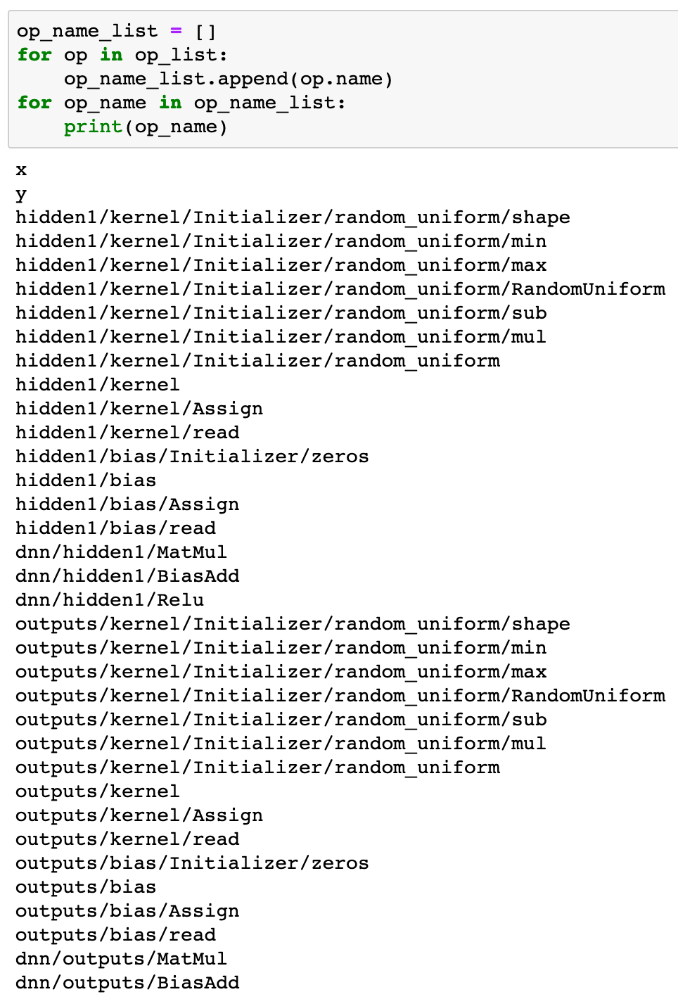 op_name_list = []
for op in op_list:
    op_name_list.append(op.name)
for op_name in op_name_list:
    print(op_name)
x
y
hidden1/kernel/Initializer/random_uniform/shape
hidden1/kernel/Initializer/random_uniform/min
hidden1/kernel/Initializer/random_uniform/max
hidden1/kernel/Initializer/random_uniform/RandomUniform
hidden1/kernel/Initializer/random_uniform/sub
hidden1/kernel/Initializer/random_uniform/mul
hidden1/kernel/Initializer/random_uniform
hidden1/kernel
hidden1/kernel/Assign
hidden1/kernel/read
hidden1/bias/Initializer/zeros
hidden1/bias
hidden1/bias/Assign
hidden1/bias/read
dnn/hidden1/MatMul
dnn/hidden1/BiasAdd
dnn/hidden1/Relu
outputs/kernel/Initializer/random_uniform/shape
outputs/kernel/Initializer/random_uniform/min
outputs/kernel/Initializer/random_uniform/max
outputs/kernel/Initializer/random_uniform/RandomUniform
outputs/kernel/Initializer/random_uniform/sub
outputs/kernel/Initializer/random_uniform/mul
outputs/kernel/Initializer/random_uniform
outputs/kernel
outputs/kernel/Assign
outputs/kernel/read
outputs/bias/Initializer/zeros
outputs/bias
outputs/bias/Assign
outputs/bias/read
dnn/outputs/MatMul
dnn/outputs/BiasAdd